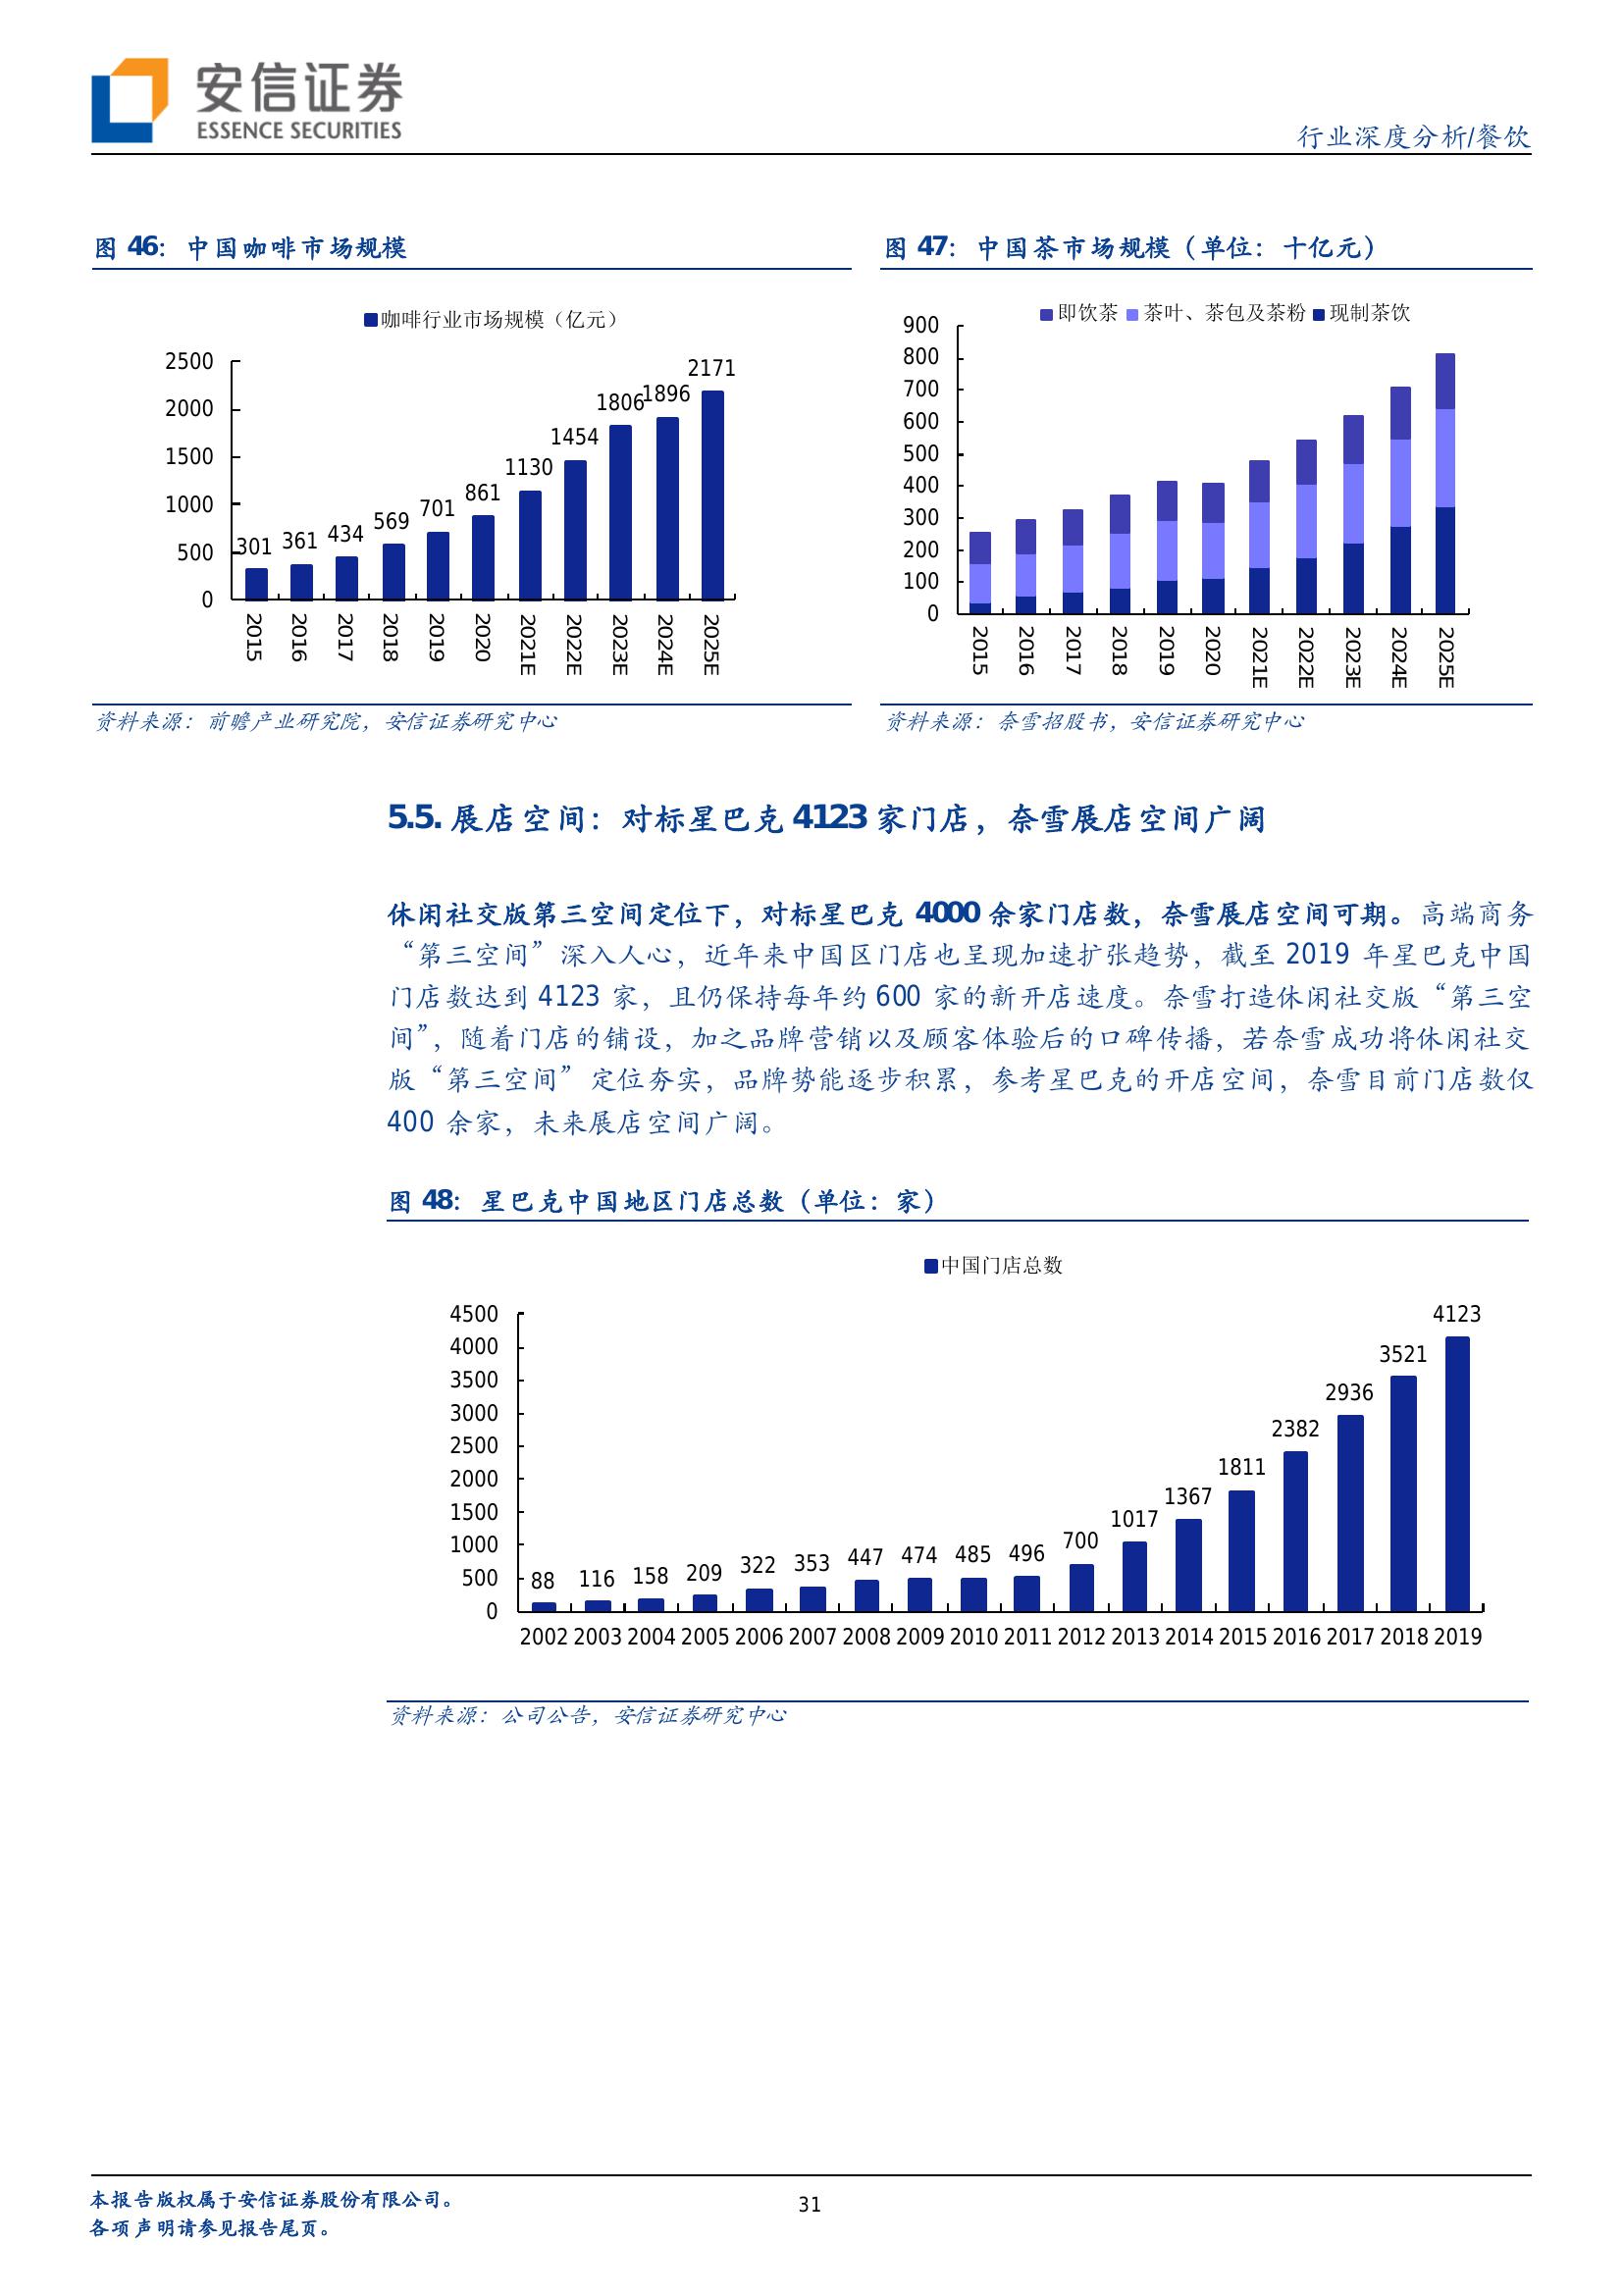 安信证券
ESSENCE SECURITIES
行业深度分析/餐饮
图 46：中国咖啡市场规模
咖啡行业市场规模（亿元）
2500
2000
1500
1000
500
0
301 361 434 569 701 861 1130 1454 1806 1896 2171
2015 2016 2017 2018 2019 2020 2021E 2022E 2023E 2024E 2025E
资料来源：前瞻产业研究院，安信证券研究中心
图 47：中国茶市场规模（单位：十亿元）
即饮茶 茶叶、茶包及茶粉 现制茶饮
900
800
700
600
500
400
300
200
100
0
2015 2016 2017 2018 2019 2020 2021E 2022E 2023E 2024E 2025E
资料来源：奈雪招股书，安信证券研究中心
5.5. 展店空间：对标星巴克 4123 家门店，奈雪展店空间广阔
休闲社交版第三空间定位下，对标星巴克 4000 余家门店数，奈雪展店空间可期。高端商务
“第三空间”深入人心，近年来中国区门店也呈现加速扩张趋势，截至 2019 年星巴克中国
门店数达到 4123 家，且仍保持每年约 600 家的新开店速度。奈雪打造休闲社交版“第三空
间”，随着门店的铺设，加之品牌营销以及顾客体验后的口碑传播，若奈雪成功将休闲社交
版“第三空间”定位夯实，品牌势能逐步积累，参考星巴克的开店空间，奈雪目前门店数仅
400 余家，未来展店空间广阔。
图 48：星巴克中国地区门店总数（单位：家）
中国门店总数
4500
4000
3500
3000
2500
2000
1500
1000
500
0
88 116 158 209 322 353 447 474 485 496 700 1017 1367 1811 2382 2936 3521 4123
2002 2003 2004 2005 2006 2007 2008 2009 2010 2011 2012 2013 2014 2015 2016 2017 2018 2019
资料来源：公司公告，安信证券研究中心
本报告版权属于安信证券股份有限公司。
各项声明请参见报告尾页。
31